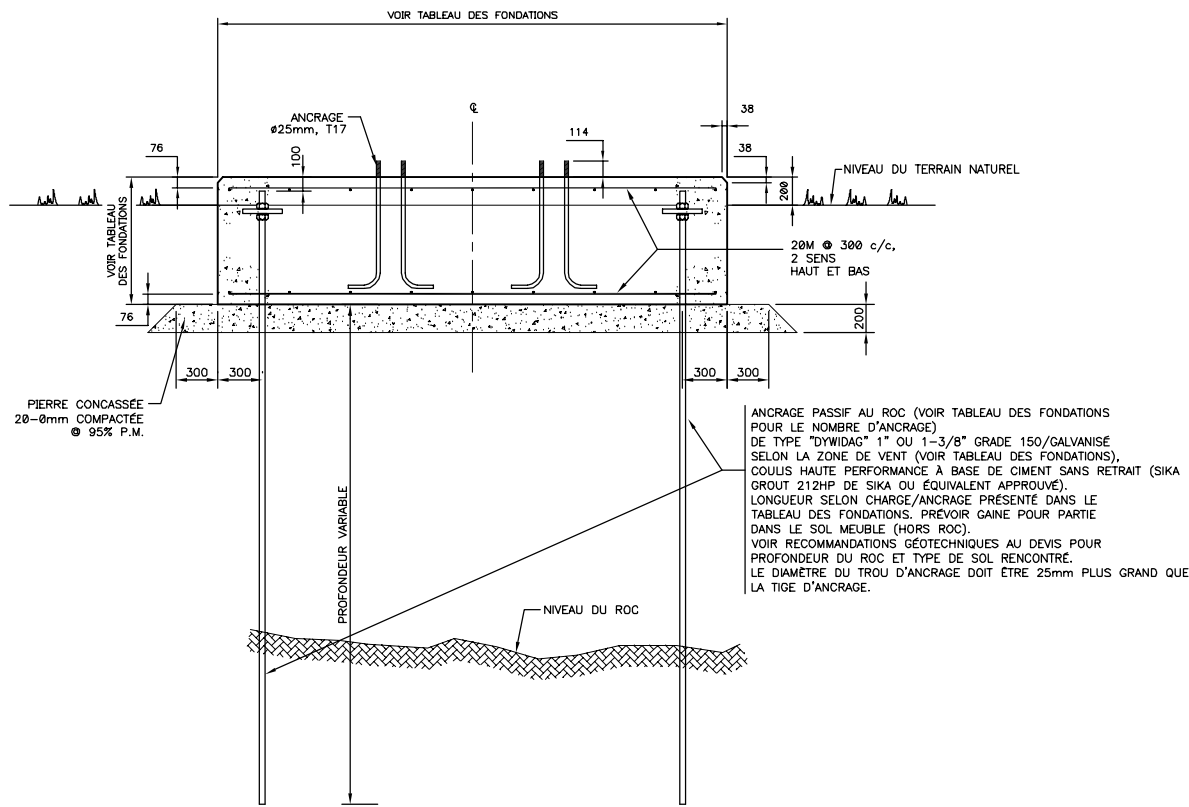 VOIR TABLEAU DES FONDATIONS
ANCRAGE
ø25mm, T17
℄
38
76
100
114
38
200
NIVEAU DU TERRAIN NATUREL
VOIR TABLEAU
DES FONDATIONS
20M @ 300 c/c,
2 SENS
HAUT ET BAS
76
200
300
300
300
300
PIERRE CONCASSÉE
20-0mm COMPACTÉE
@ 95% P.M.
ANCRAGE PASSIF AU ROC (VOIR TABLEAU DES FONDATIONS
POUR LE NOMBRE D'ANCRAGE)
DE TYPE "DYWIDAG" 1" OU 1-3/8" GRADE 150/GALVANISÉ
SELON LA ZONE DE VENT (VOIR TABLEAU DES FONDATIONS),
COULIS HAUTE PERFORMANCE À BASE DE CIMENT SANS RETRAIT (SIKA
GROUT 212HP DE SIKA OU ÉQUIVALENT APPROUVÉ).
LONGUEUR SELON CHARGE/ANCRAGE PRÉSENTÉ DANS LE
TABLEAU DES FONDATIONS. PRÉVOIR GAINE POUR PARTIE
DANS LE SOL MEUBLE (HORS ROC).
VOIR RECOMMANDATIONS GÉOTECHNIQUES AU DEVIS POUR
PROFONDEUR DU ROC ET TYPE DE SOL RENCONTRÉ.
LE DIAMÈTRE DU TROU D'ANCRAGE DOIT ÊTRE 25mm PLUS GRAND QUE
LA TIGE D'ANCRAGE.
PROFONDEUR VARIABLE
NIVEAU DU ROC